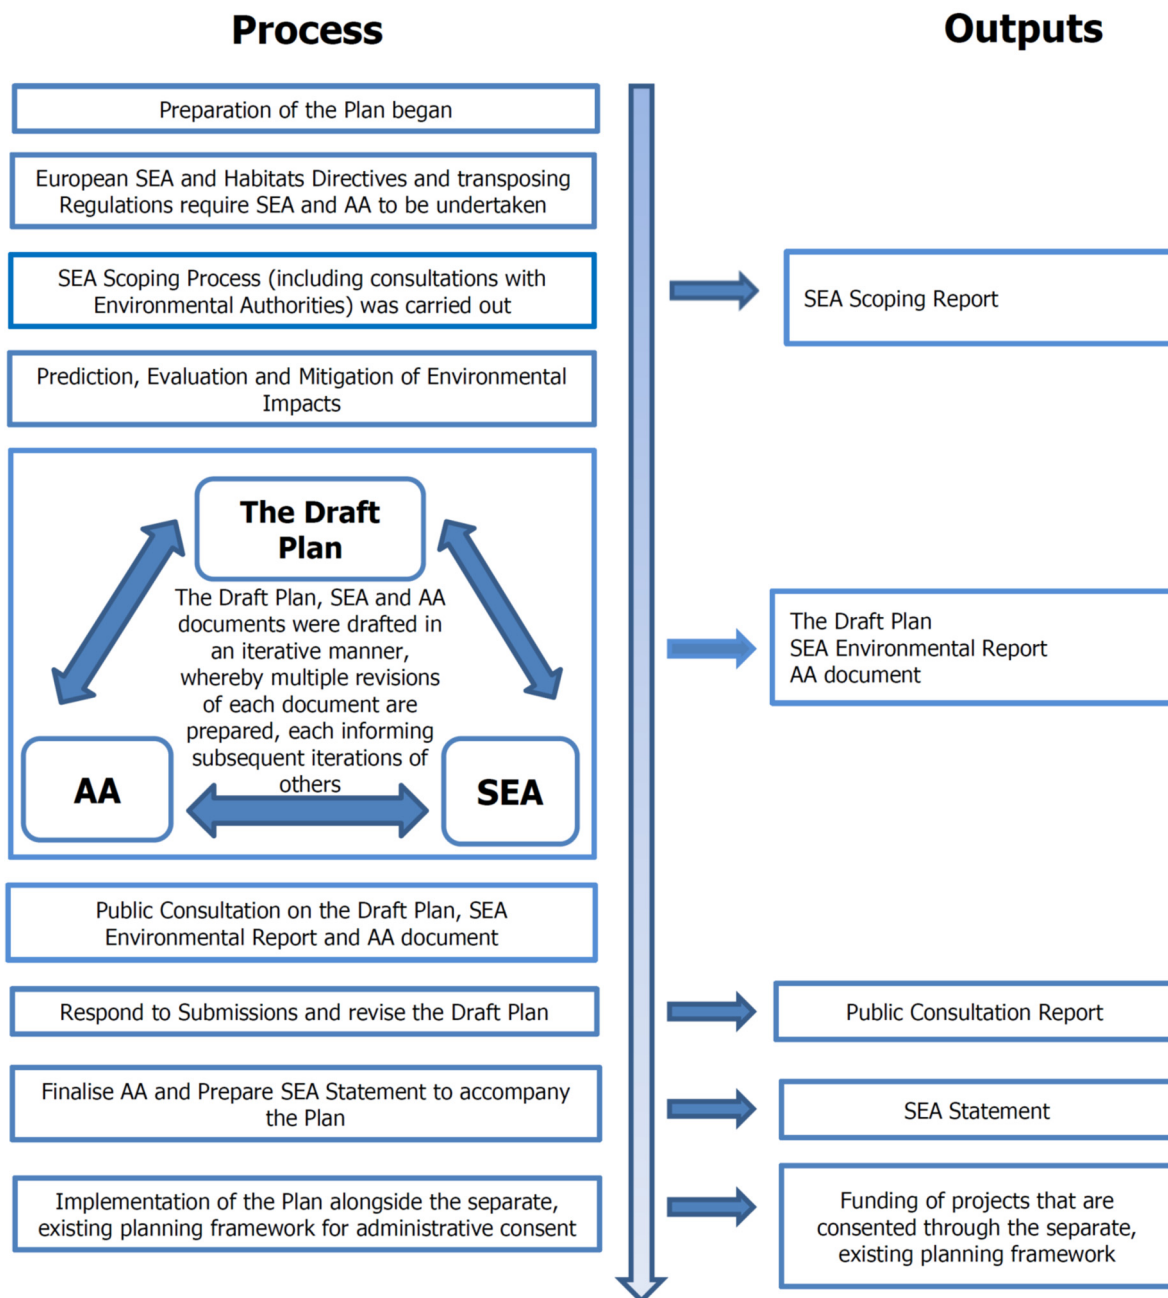 Process
Outputs
Preparation of the Plan began
European SEA and Habitats Directives and transposing
Regulations require SEA and AA to be undertaken
SEA Scoping Process (including consultations with
Environmental Authorities) was carried out
SEA Scoping Report
Prediction, Evaluation and Mitigation of Environmental
Impacts
The Draft
Plan
The Draft Plan, SEA and AA
documents were drafted in
an iterative manner,
whereby multiple revisions
of each document are
prepared, each informing
subsequent iterations of
others
AA
SEA
The Draft Plan
SEA Environmental Report
AA document
Public Consultation on the Draft Plan, SEA
Environmental Report and AA document
Respond to Submissions and revise the Draft Plan
Public Consultation Report
Finalise AA and Prepare SEA Statement to accompany
the Plan
SEA Statement
Implementation of the Plan alongside the separate,
existing planning framework for administrative consent
Funding of projects that are
consented through the separate,
existing planning framework